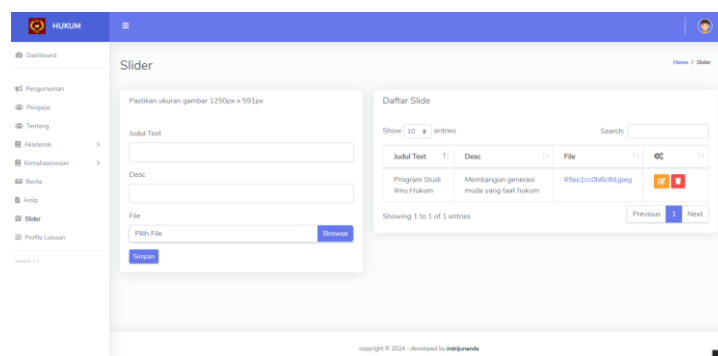 HUKUM
Dashboard
Pengumuman
Pengajar
Tentang
Akademik
Kemahasiswaan
Berita
Arsip
Slider
Profile Lulusan
Version 1.1
Slider
Home / Slider
Pastikan ukuran gambar 1250px x 591px
Judul Text
Desc
File
Pilih File Browse
Simpan
Daftar Slide
Show 10 entries Search:
Judul Text Desc File
Program Studi Ilmu Hukum Membangun generasi muda yang taat hukum 65ec1cc0b6c8d.jpeg
Showing 1 to 1 of 1 entries
Previous 1 Next
copyright © 2024 - developed by indrijunanda